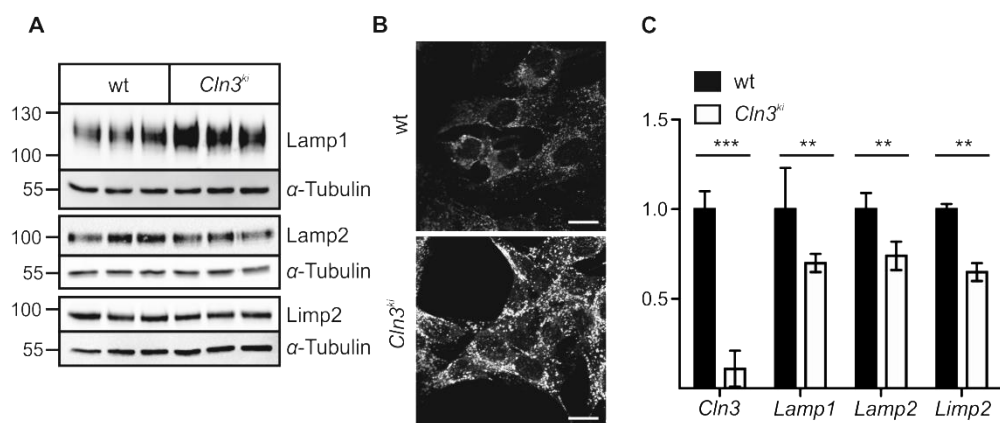 A
wt Cln3ki
130
100
Lamp1
55
α-Tubulin
100
Lamp2
55
α-Tubulin
100
Limp2
55
α-Tubulin
B
wt
Cln3ki
C
wt
Cln3ki
1.5
1.0
0.5
*** ** ** **
Cln3 Lamp1 Lamp2 Limp2